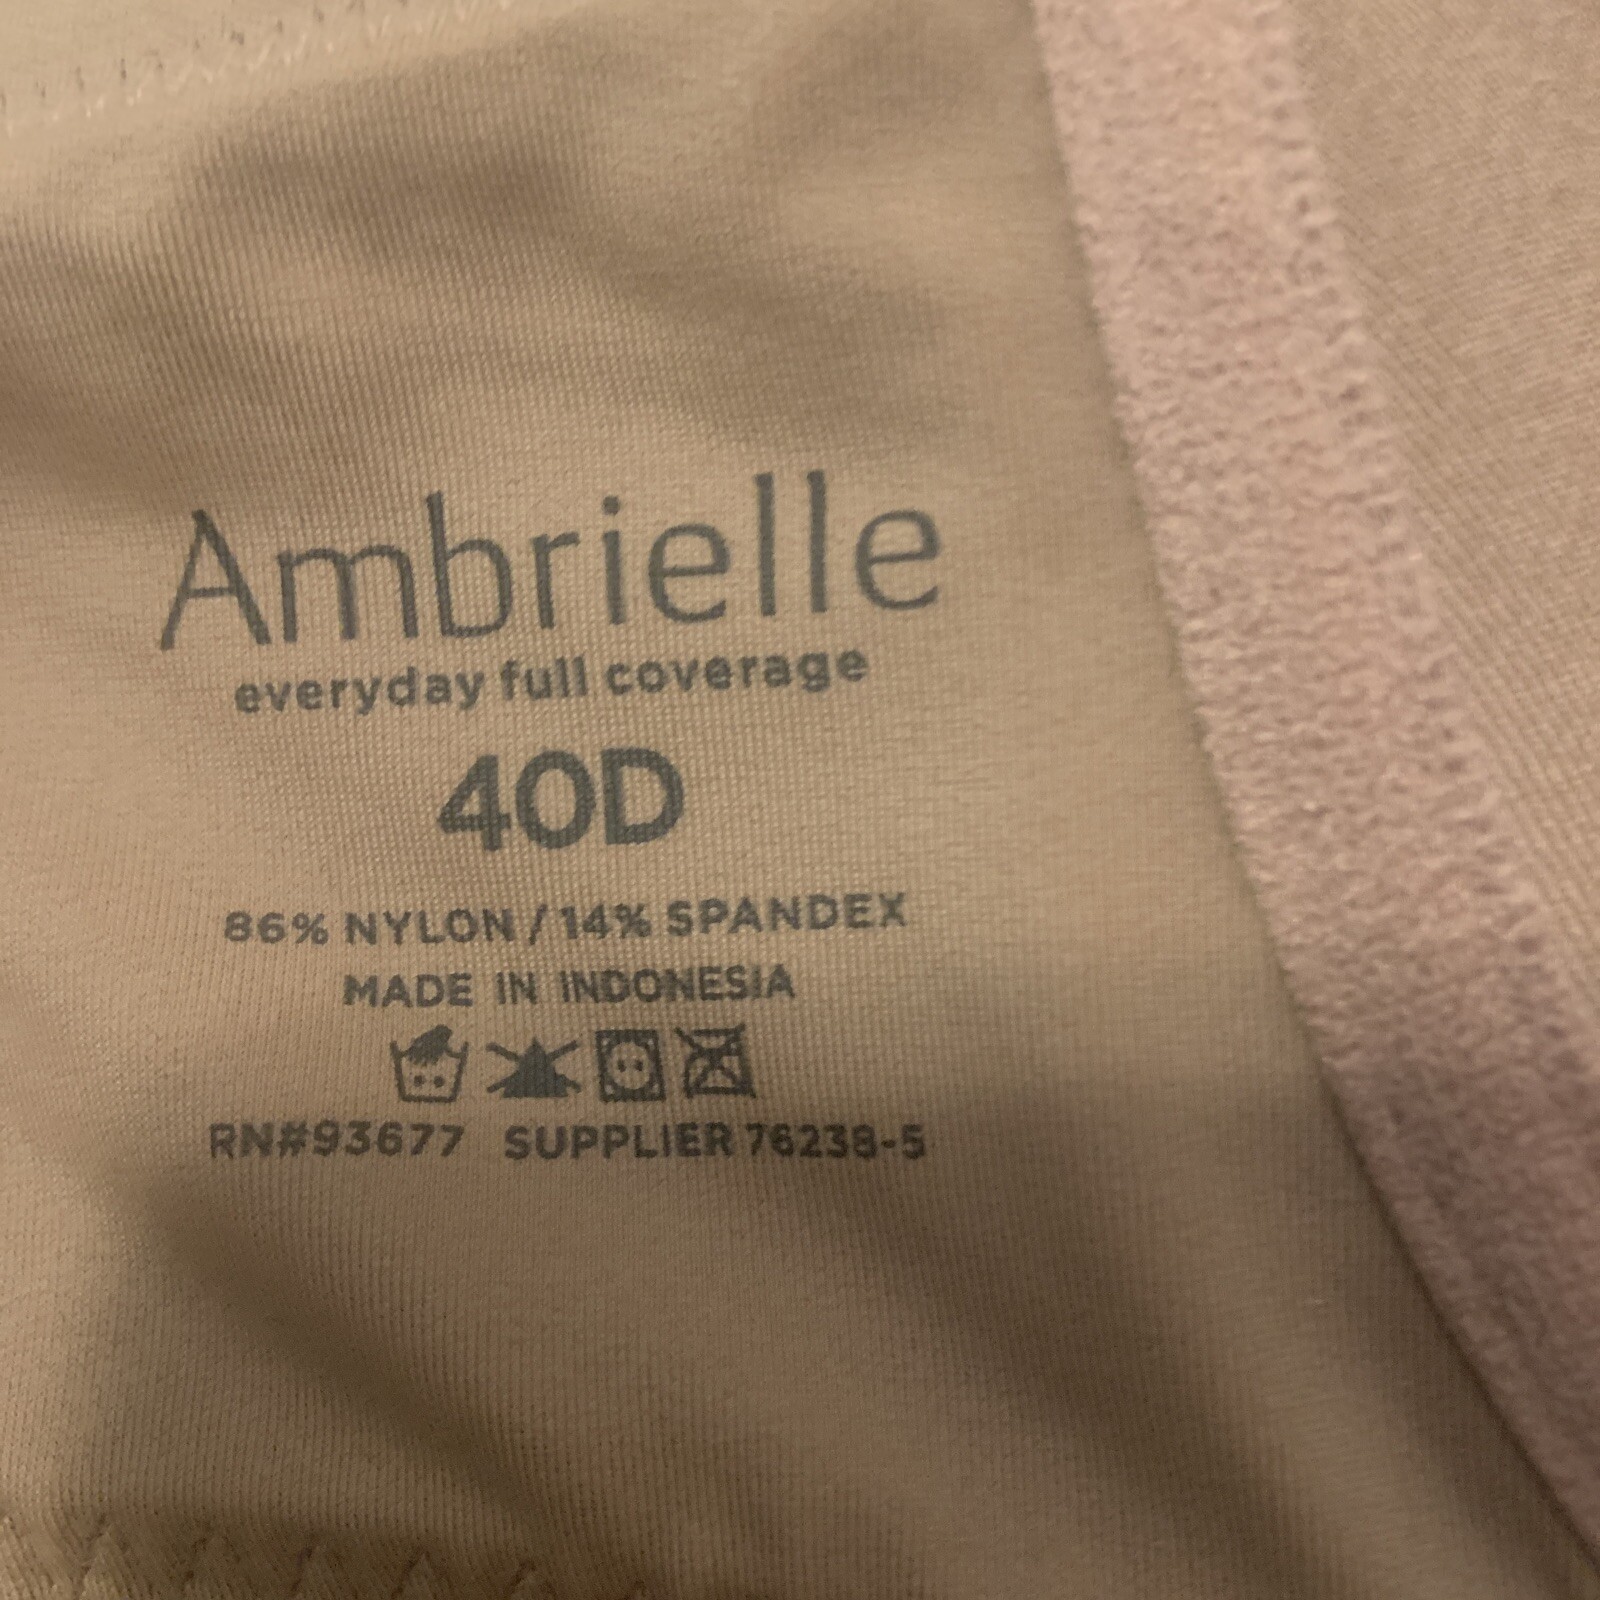 Ambrielle
everyday full coverage
40D
86% NYLON / 14% SPANDEX
MADE IN INDONESIA
RN#93677 SUPPLIER 76238-5